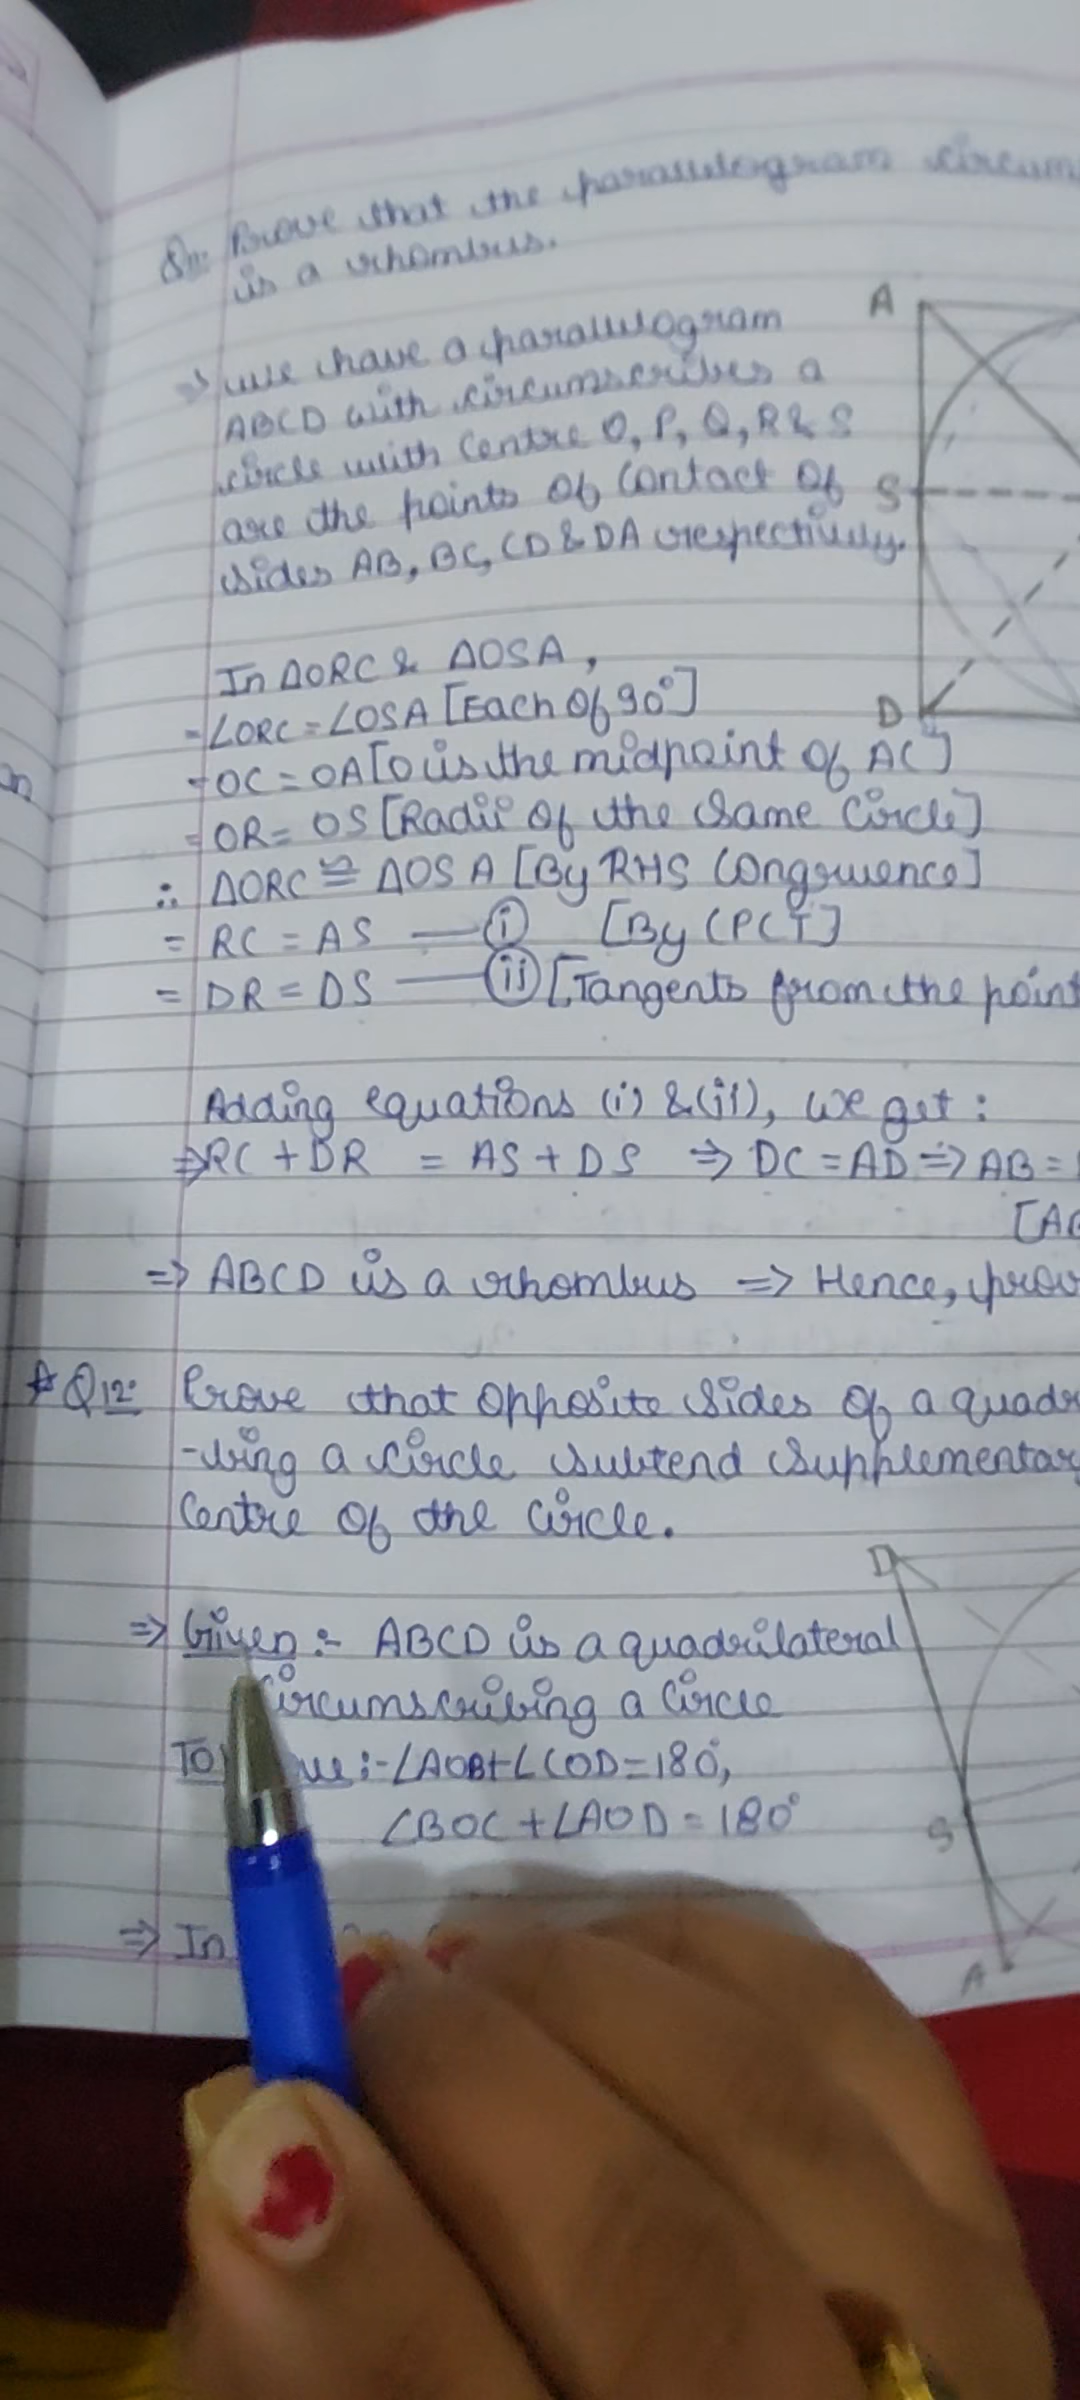 Q11: Prove that the parallelogram circum
is a rhombus.
A
⇒ we have a parallelogram
ABCD with circumscribes a
circle with centre O, P, Q, R & S
are the points of contact of
sides AB, BC, CD & DA respectively.
S
In ΔORC & ΔOSA,
- ∠ORC = ∠OSA [Each of 90°]
D
- OC = OA [O is the midpoint of AC]
- OR = OS [Radii of the same circle]
∴ ΔORC ≅ ΔOSA [By RHS Congruence]
= RC = AS — (i) [By CPCT]
= DR = DS — (ii) [Tangents from the point
Adding equations (i) & (ii), we get:
⇒ RC + DR = AS + DS ⇒ DC = AD ⇒ AB =
⇒ ABCD is a rhombus ⇒ Hence,
* Q12: Prove that opposite sides of a
-bing a circle subtend supplementary
centre of the circle.
D
⇒ Given:- ABCD is a quadrilateral
circumscribing a circle
To :- ∠AOB+∠COD=180°,
∠BOC + ∠AOD = 180°
S
⇒ In
A